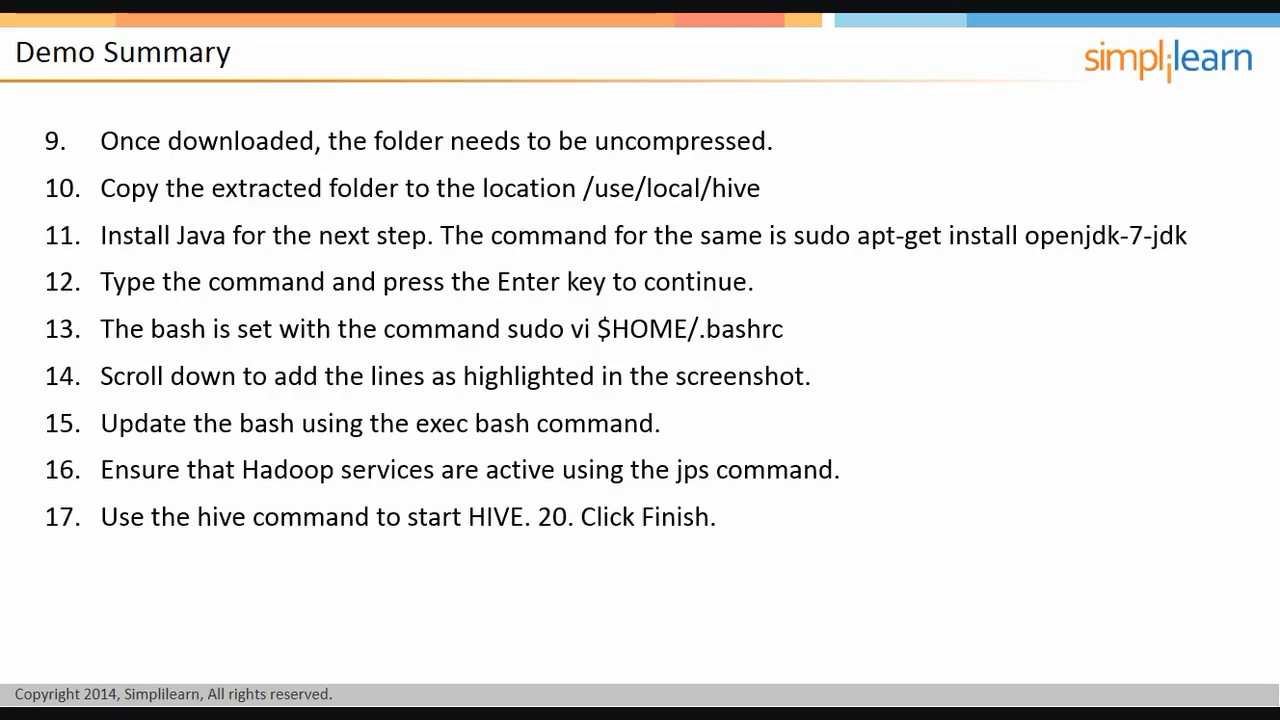 Demo Summary
simplilearn
9. Once downloaded, the folder needs to be uncompressed.
10. Copy the extracted folder to the location /use/local/hive
11. Install Java for the next step. The command for the same is sudo apt-get install openjdk-7-jdk
12. Type the command and press the Enter key to continue.
13. The bash is set with the command sudo vi $HOME/.bashrc
14. Scroll down to add the lines as highlighted in the screenshot.
15. Update the bash using the exec bash command.
16. Ensure that Hadoop services are active using the jps command.
17. Use the hive command to start HIVE. 20. Click Finish.
Copyright 2014, Simplilearn, All rights reserved.